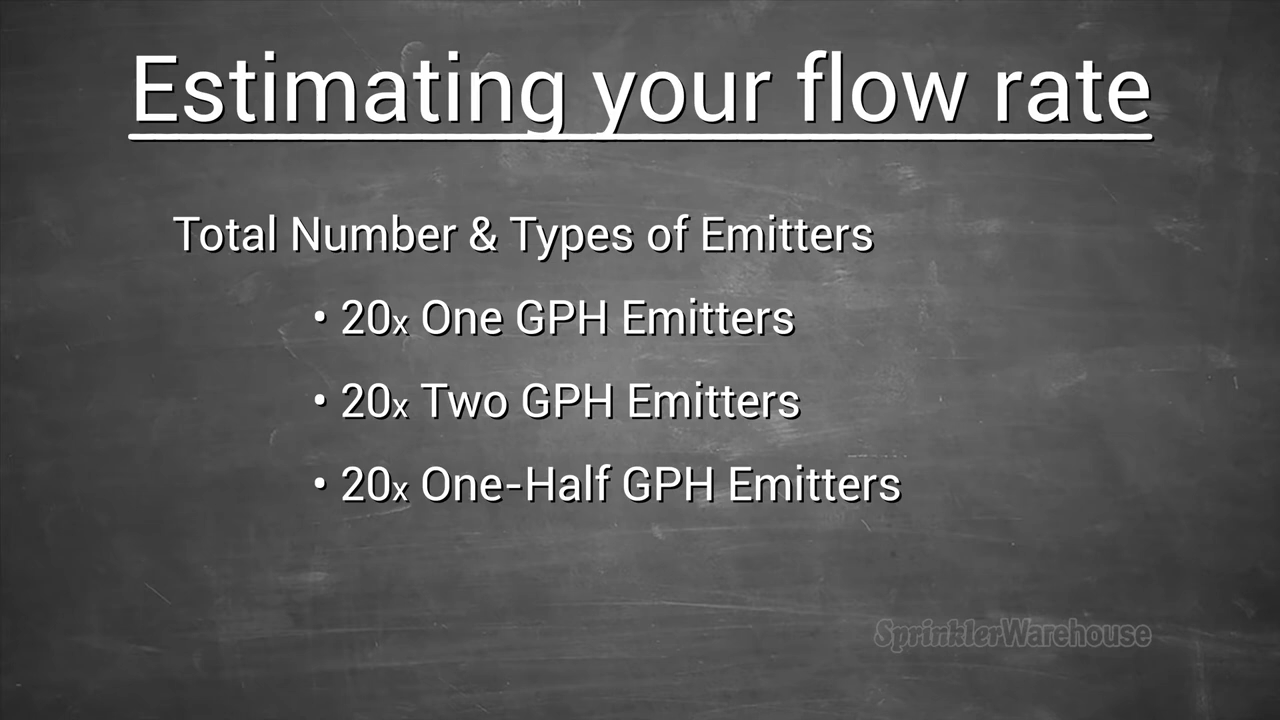 Estimating your flow rate
Total Number & Types of Emitters
• 20x One GPH Emitters
• 20x Two GPH Emitters
• 20x One-Half GPH Emitters
SprinklerWarehouse